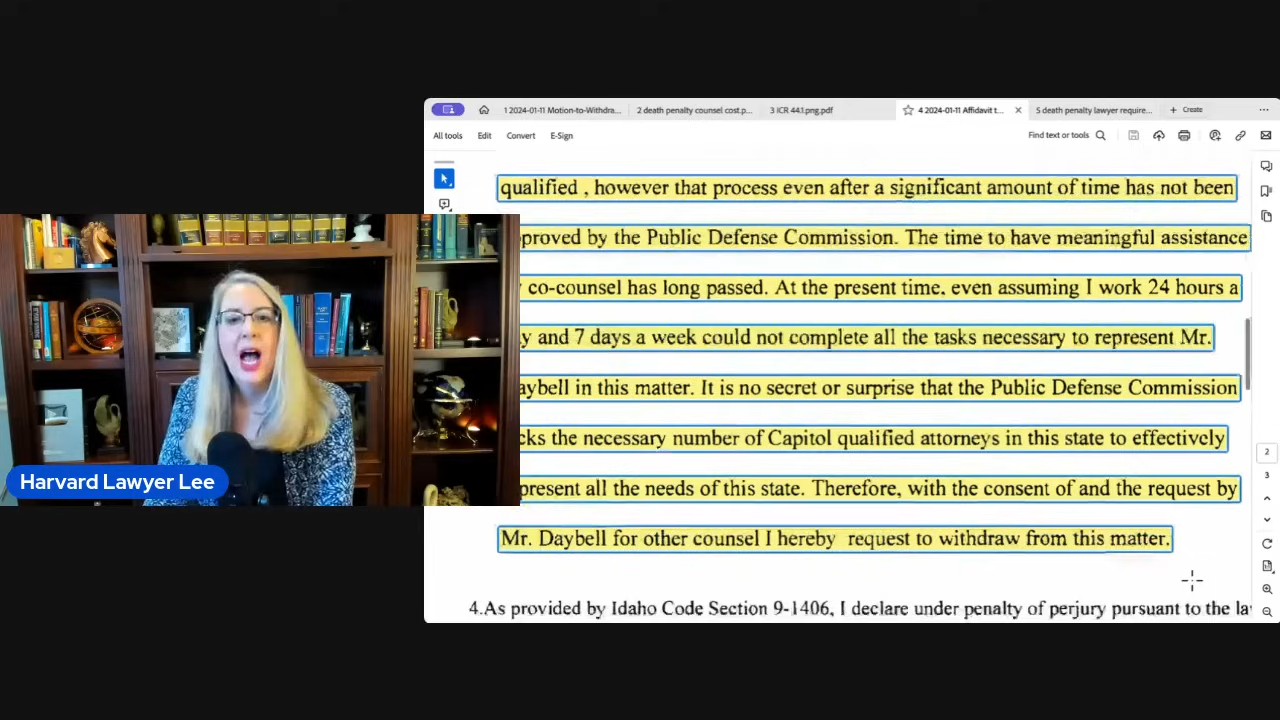 1 2024-01-11 Motion-to-Withdra...
2 death penalty counsel cost.p...
3 ICR 44.1.png.pdf
4 2024-01-11 Affidavit t...
5 death penalty lawyer require...
Create
All tools
Edit
Convert
E-Sign
Find text or tools
qualified , however that process even after a significant amount of time has not been
proved by the Public Defense Commission. The time to have meaningful assistance
co-counsel has long passed. At the present time, even assuming I work 24 hours a
y and 7 days a week could not complete all the tasks necessary to represent Mr.
aybell in this matter. It is no secret or surprise that the Public Defense Commission
cks the necessary number of Capitol qualified attorneys in this state to effectively
present all the needs of this state. Therefore, with the consent of and the request by
Mr. Daybell for other counsel I hereby request to withdraw from this matter.
4.As provided by Idaho Code Section 9-1406, I declare under penalty of perjury pursuant to the la
2
3
Harvard Lawyer Lee